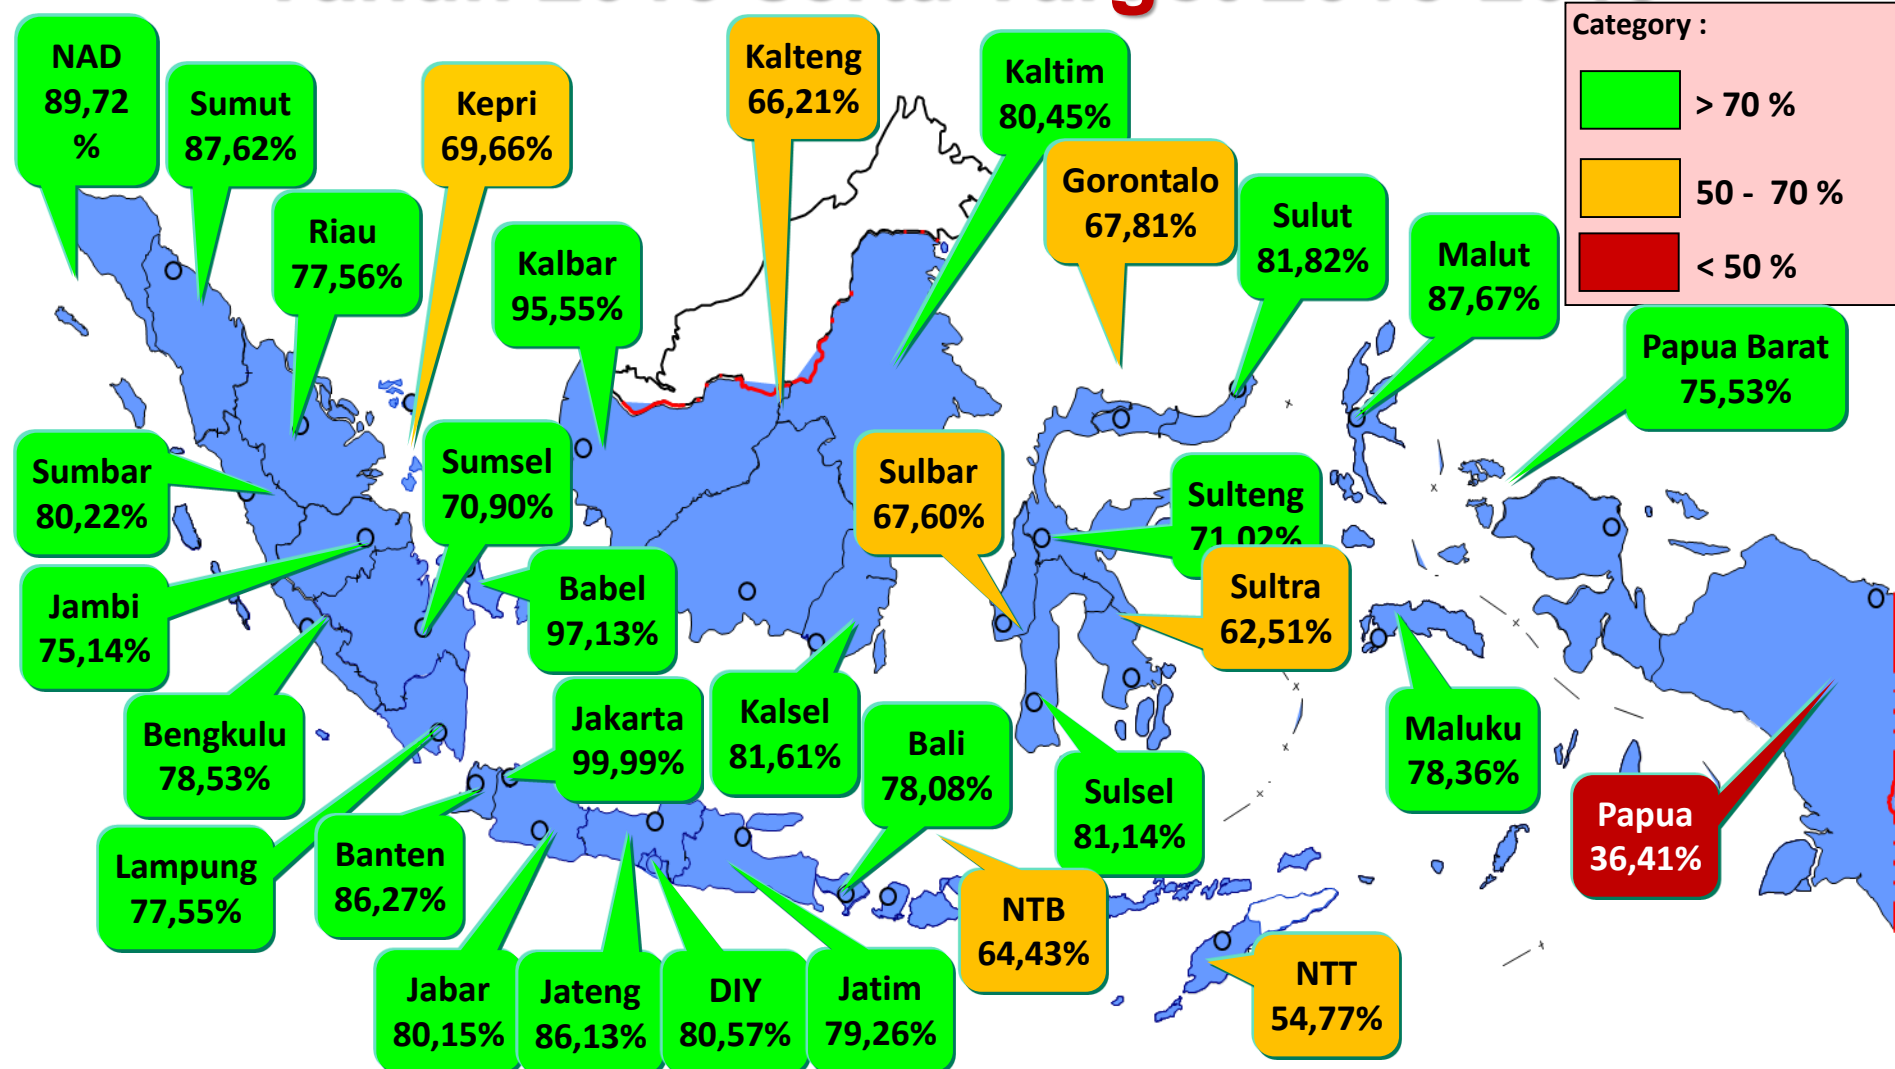 Category :
> 70 %
50 - 70 %
< 50 %
NAD
89,72
%
Sumut
87,62%
Kepri
69,66%
Kalteng
66,21%
Kaltim
80,45%
Riau
77,56%
Kalbar
95,55%
Gorontalo
67,81%
Sulut
81,82%
Malut
87,67%
Papua Barat
75,53%
Sumbar
80,22%
Sumsel
70,90%
Sulbar
67,60%
Sulteng
71,02%
Jambi
75,14%
Babel
97,13%
Sultra
62,51%
Bengkulu
78,53%
Jakarta
99,99%
Kalsel
81,61%
Bali
78,08%
Sulsel
81,14%
Maluku
78,36%
Papua
36,41%
Lampung
77,55%
Banten
86,27%
NTB
64,43%
NTT
54,77%
Jabar
80,15%
Jateng
86,13%
DIY
80,57%
Jatim
79,26%